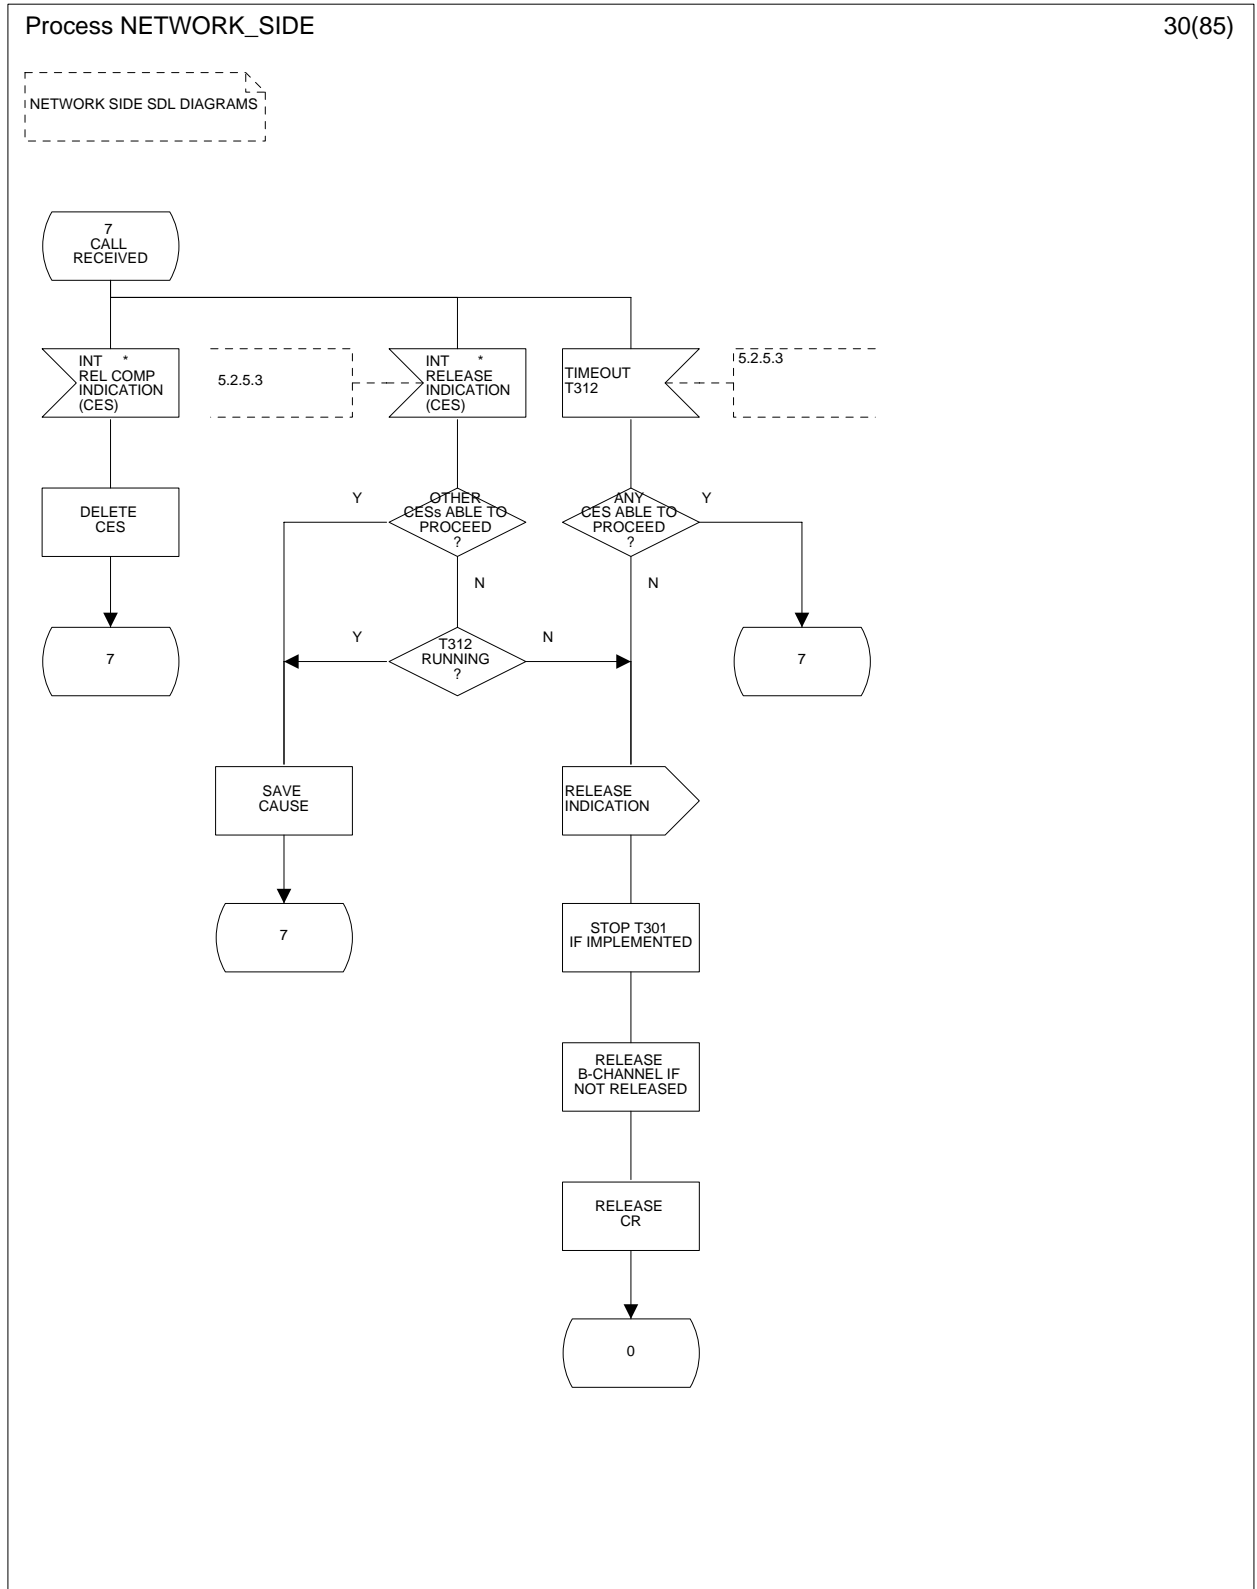 Process NETWORK_SIDE
30(85)
NETWORK SIDE SDL DIAGRAMS
7
CALL
RECEIVED
INT *
REL COMP
INDICATION
(CES)
5.2.5.3
INT *
RELEASE
INDICATION
(CES)
TIMEOUT
T312
5.2.5.3
DELETE
CES
Y
OTHER
CESs ABLE TO
PROCEED
?
N
ANY
CES ABLE TO
PROCEED
?
Y
N
7
Y
T312
RUNNING
?
N
7
SAVE
CAUSE
RELEASE
INDICATION
7
STOP T301
IF IMPLEMENTED
RELEASE
B-CHANNEL IF
NOT RELEASED
RELEASE
CR
0